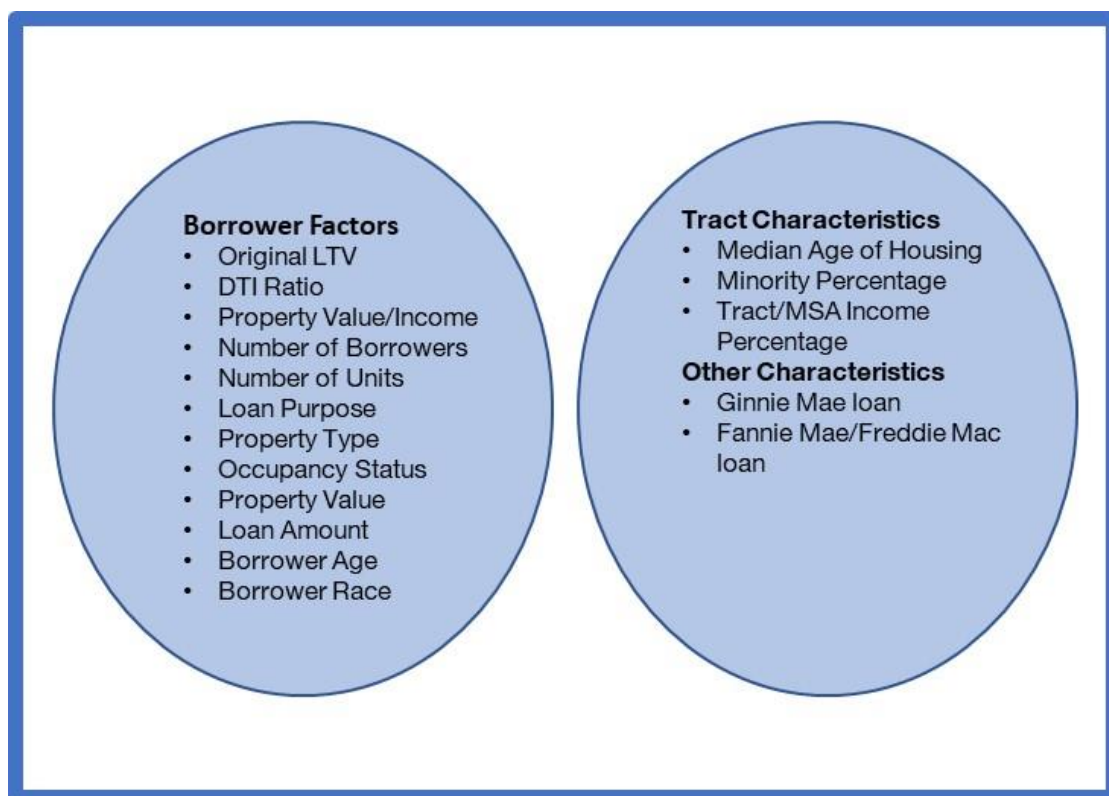 Borrower Factors
• Original LTV
• DTI Ratio
• Property Value/Income
• Number of Borrowers
• Number of Units
• Loan Purpose
• Property Type
• Occupancy Status
• Property Value
• Loan Amount
• Borrower Age
• Borrower Race
Tract Characteristics
• Median Age of Housing
• Minority Percentage
• Tract/MSA Income
Percentage
Other Characteristics
• Ginnie Mae loan
• Fannie Mae/Freddie Mac
loan